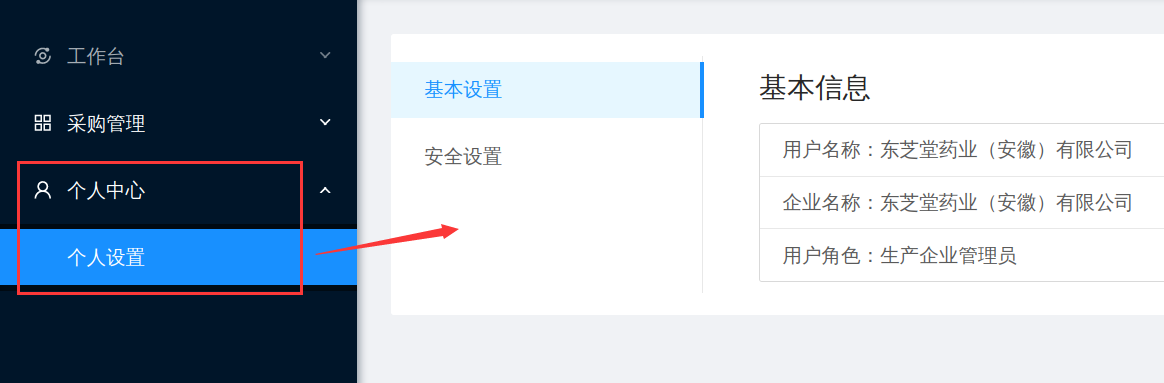 工作台
采购管理
个人中心
个人设置
基本设置
安全设置
基本信息
用户名称：东芝堂药业（安徽）有限公司
企业名称：东芝堂药业（安徽）有限公司
用户角色：生产企业管理员